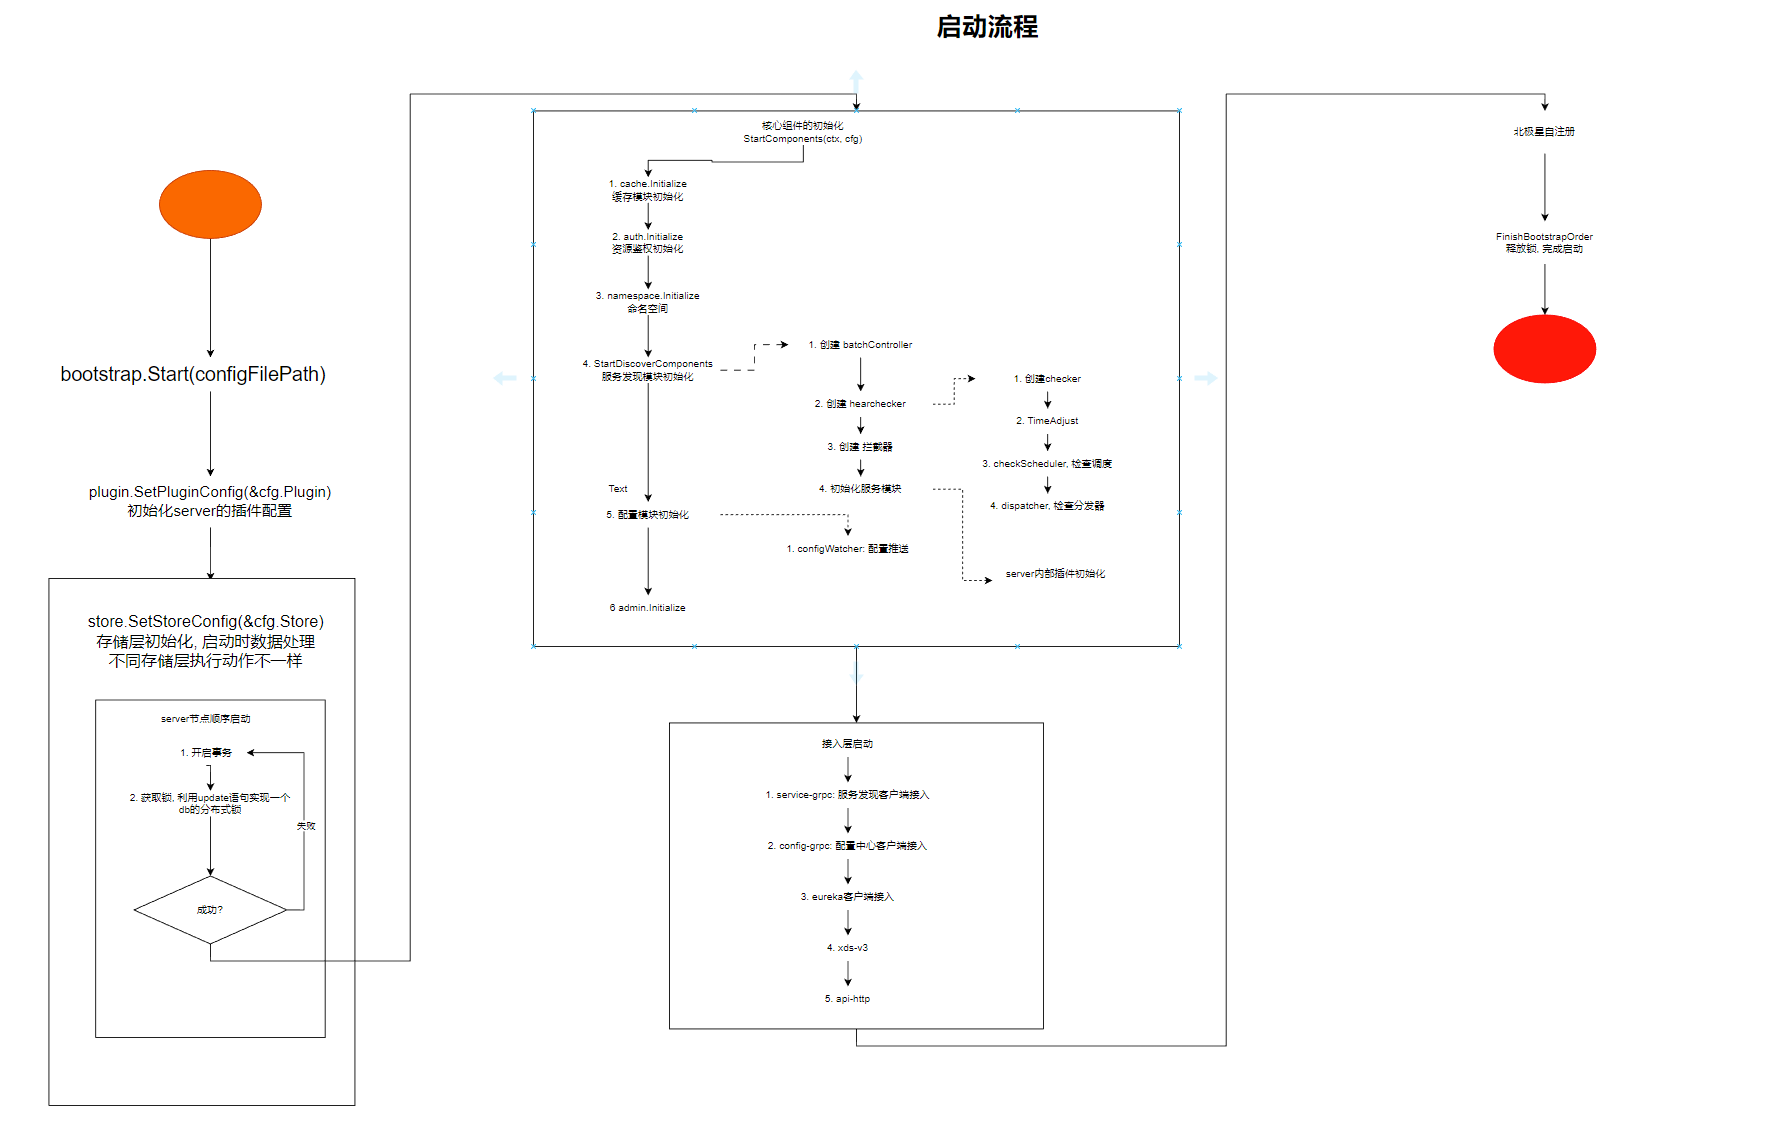 启动流程
bootstrap.Start(configFilePath)
plugin.SetPluginConfig(&cfg.Plugin)
初始化server的插件配置
store.SetStoreConfig(&cfg.Store)
存储层初始化, 启动时数据处理
不同存储层执行动作不一样
server节点顺序启动
1. 开启事务
2. 获取锁, 利用update语句实现一个
db的分布式锁
失败
成功?
核心组件的初始化
StartComponents(ctx, cfg)
1. cache.Initialize
缓存模块初始化
2. auth.Initialize
资源鉴权初始化
3. namespace.Initialize
命名空间
4. StartDiscoverComponents
服务发现模块初始化
Text
5. 配置模块初始化
6 admin.Initialize
1. 创建 batchController
2. 创建 hearchecker
3. 创建 拦截器
4. 初始化服务模块
1. configWatcher: 配置推送
1. 创建checker
2. TimeAdjust
3. checkScheduler, 检查调度
4. dispatcher, 检查分发器
server内部插件初始化
接入层启动
1. service-grpc: 服务发现客户端接入
2. config-grpc: 配置中心客户端接入
3. eureka客户端接入
4. xds-v3
5. api-http
北极星自注册
FinishBootstrapOrder
释放锁, 完成启动